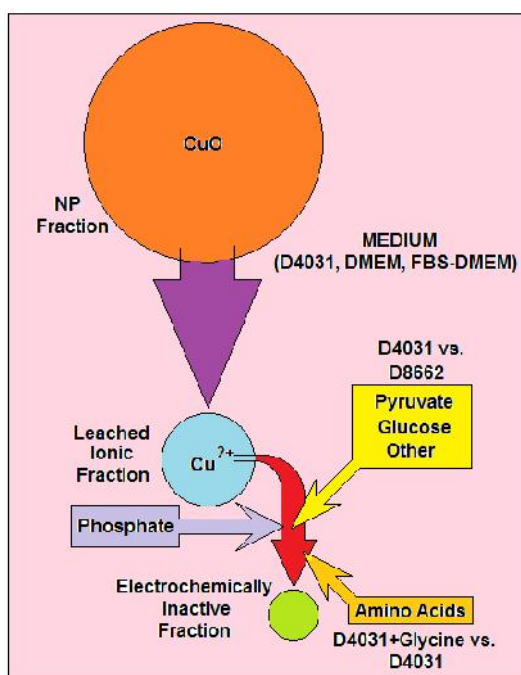 CuO
NP
Fraction
MEDIUM
(D4031, DMEM, FBS-DMEM)
D4031 vs.
D8662
Pyruvate
Glucose
Other
Leached
Ionic
Fraction
Cu²⁺
Phosphate
Electrochemically
Inactive
Fraction
Amino Acids
D4031+Glycine vs.
D4031